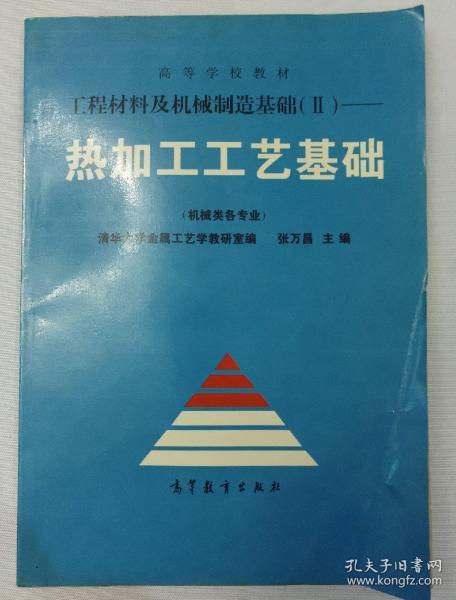 高等学校教材
工程材料及机械制造基础(Ⅱ)——
热加工工艺基础
(机械类各专业)
清华大学金属工艺学教研室编 张万昌 主编
高等教育出版社
孔夫子旧书网
www.kongfz.com